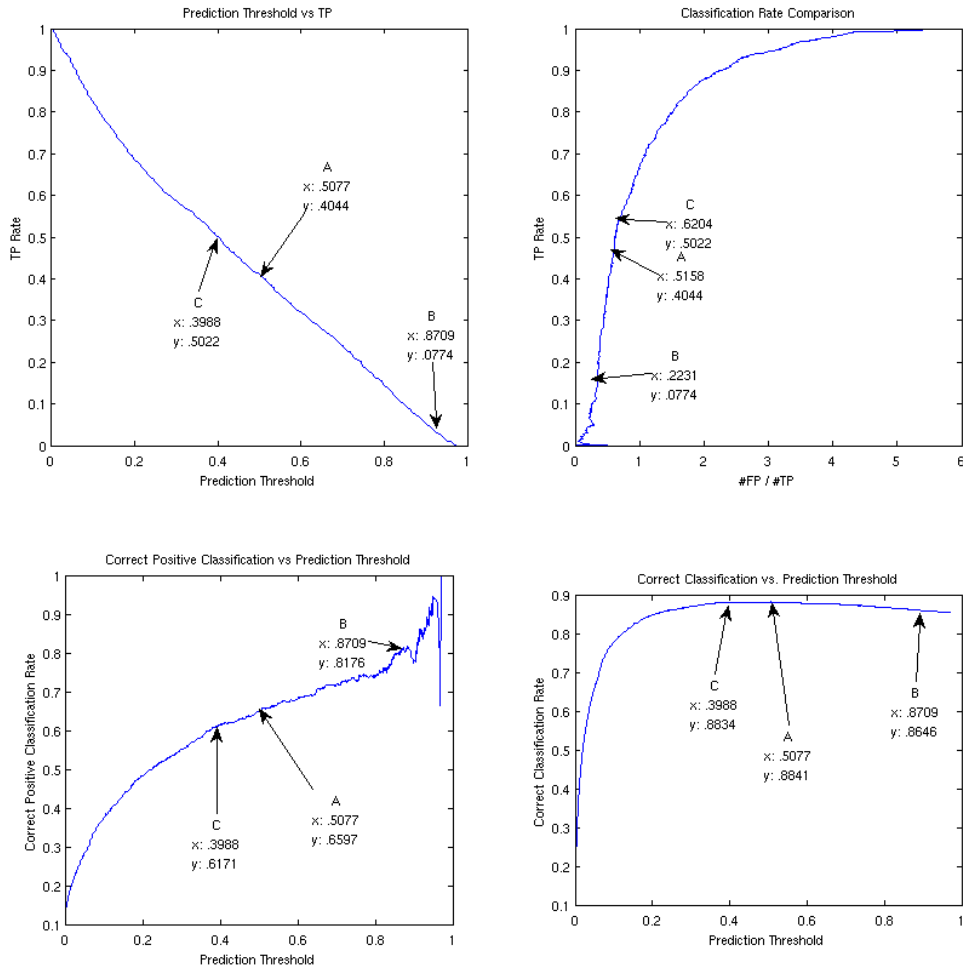 Prediction Threshold vs TP
1
0.9
0.8
0.7
0.6
0.5
0.4
0.3
0.2
0.1
0
TP Rate
A
x: .5077
y: .4044
C
x: .3988
y: .5022
B
x: .8709
y: .0774
0 0.2 0.4 0.6 0.8 1
Prediction Threshold
Classification Rate Comparison
1
0.9
0.8
0.7
0.6
0.5
0.4
0.3
0.2
0.1
0
TP Rate
C
x: .6204
y: .5022
A
x: .5158
y: .4044
B
x: .2231
y: .0774
0 1 2 3 4 5 6
#FP / #TP
Correct Positive Classification vs Prediction Threshold
1
0.9
0.8
0.7
0.6
0.5
0.4
0.3
0.2
0.1
Correct Positive Classification Rate
B
x: .8709
y: .8176
A
x: .5077
y: .6597
C
x: .3988
y: .6171
0 0.2 0.4 0.6 0.8 1
Prediction Threshold
Correct Classification vs. Prediction Threshold
0.9
0.8
0.7
0.6
0.5
0.4
0.3
0.2
0.1
Correct Classification Rate
C
x: .3988
y: .8834
A
x: .5077
y: .8841
B
x: .8709
y: .8646
0 0.2 0.4 0.6 0.8 1
Prediction Threshold